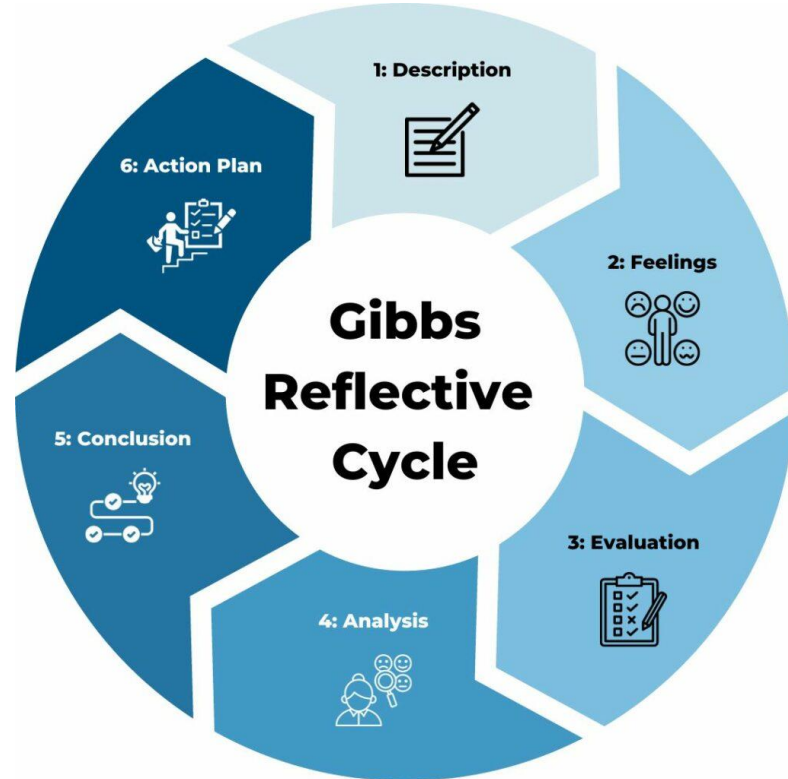 Gibbs
Reflective
Cycle
1: Description
2: Feelings
3: Evaluation
4: Analysis
5: Conclusion
6: Action Plan